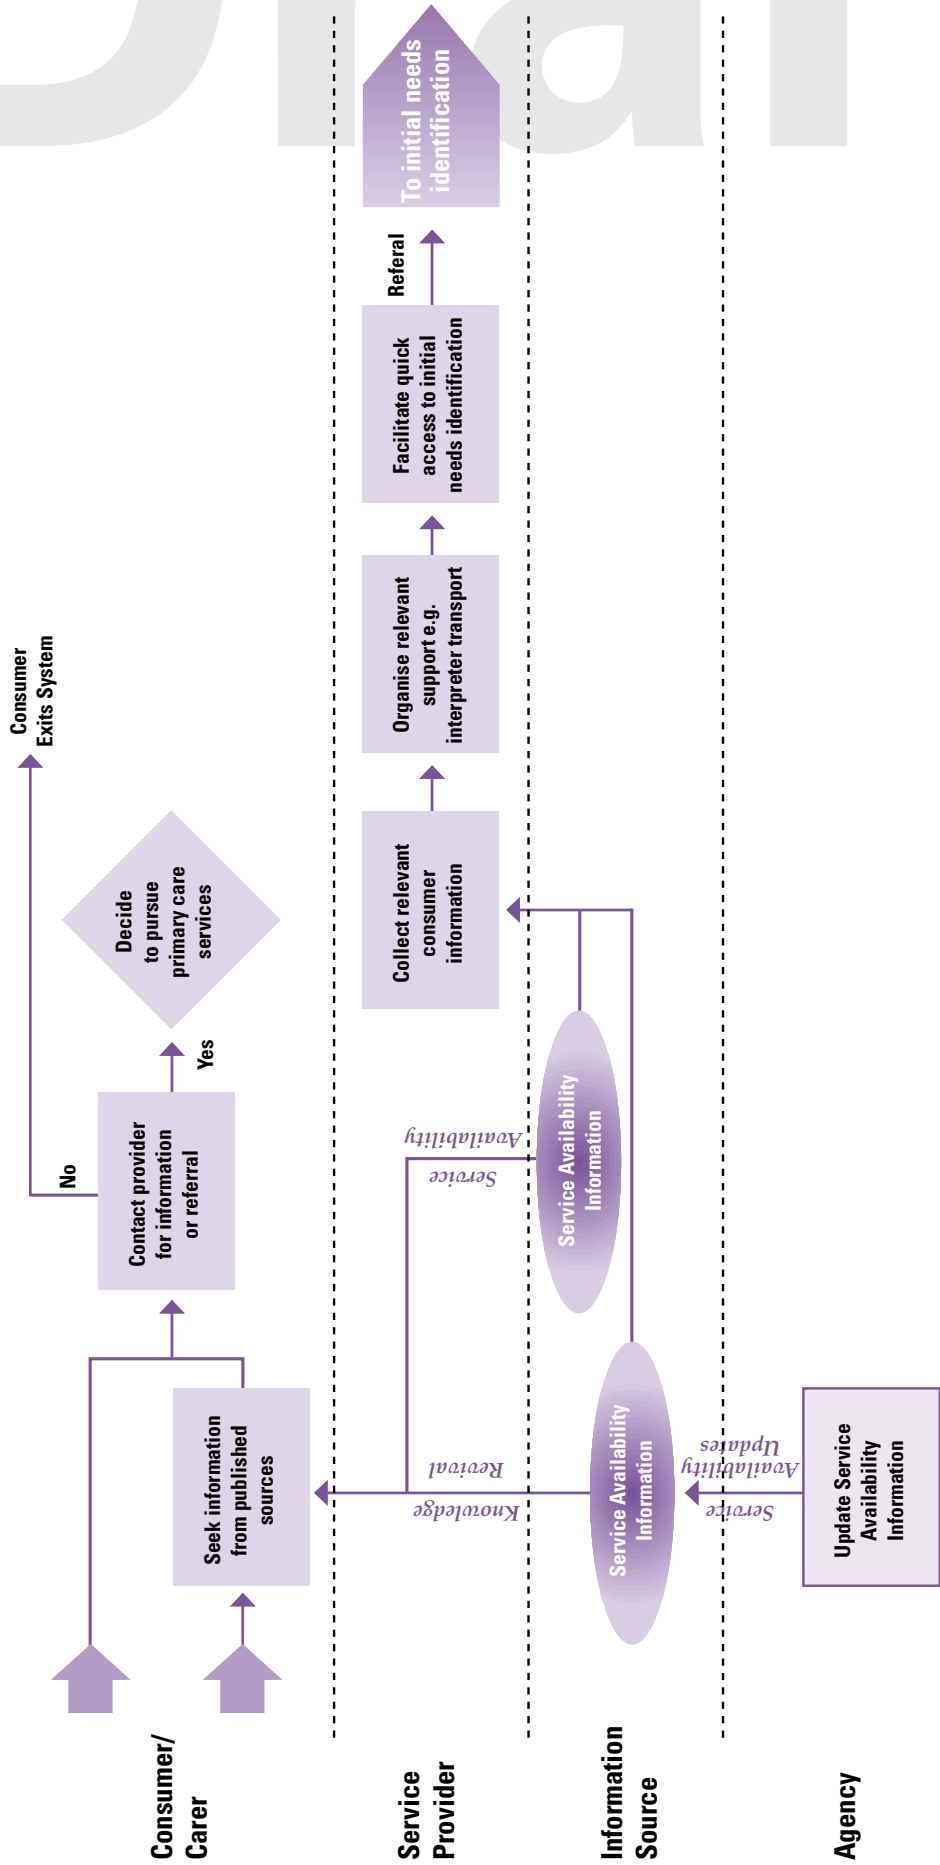 Draf
Consumer/
Carer
Seek information
from published
sources
Contact provider
for information
or referral
No
Yes
Decide
to pursue
primary care
services
Consumer
Exits System
Service
Provider
Knowledge
Revival
Service
Availability
Collect relevant
consumer
information
Organise relevant
support e.g.
interpreter transport
Facilitate quick
access to initial
needs identification
Referal
To initial needs
identification
Information
Source
Service Availability
Information
Service Availability
Information
Agency
Service
Availability
Updates
Update Service
Availability
Information